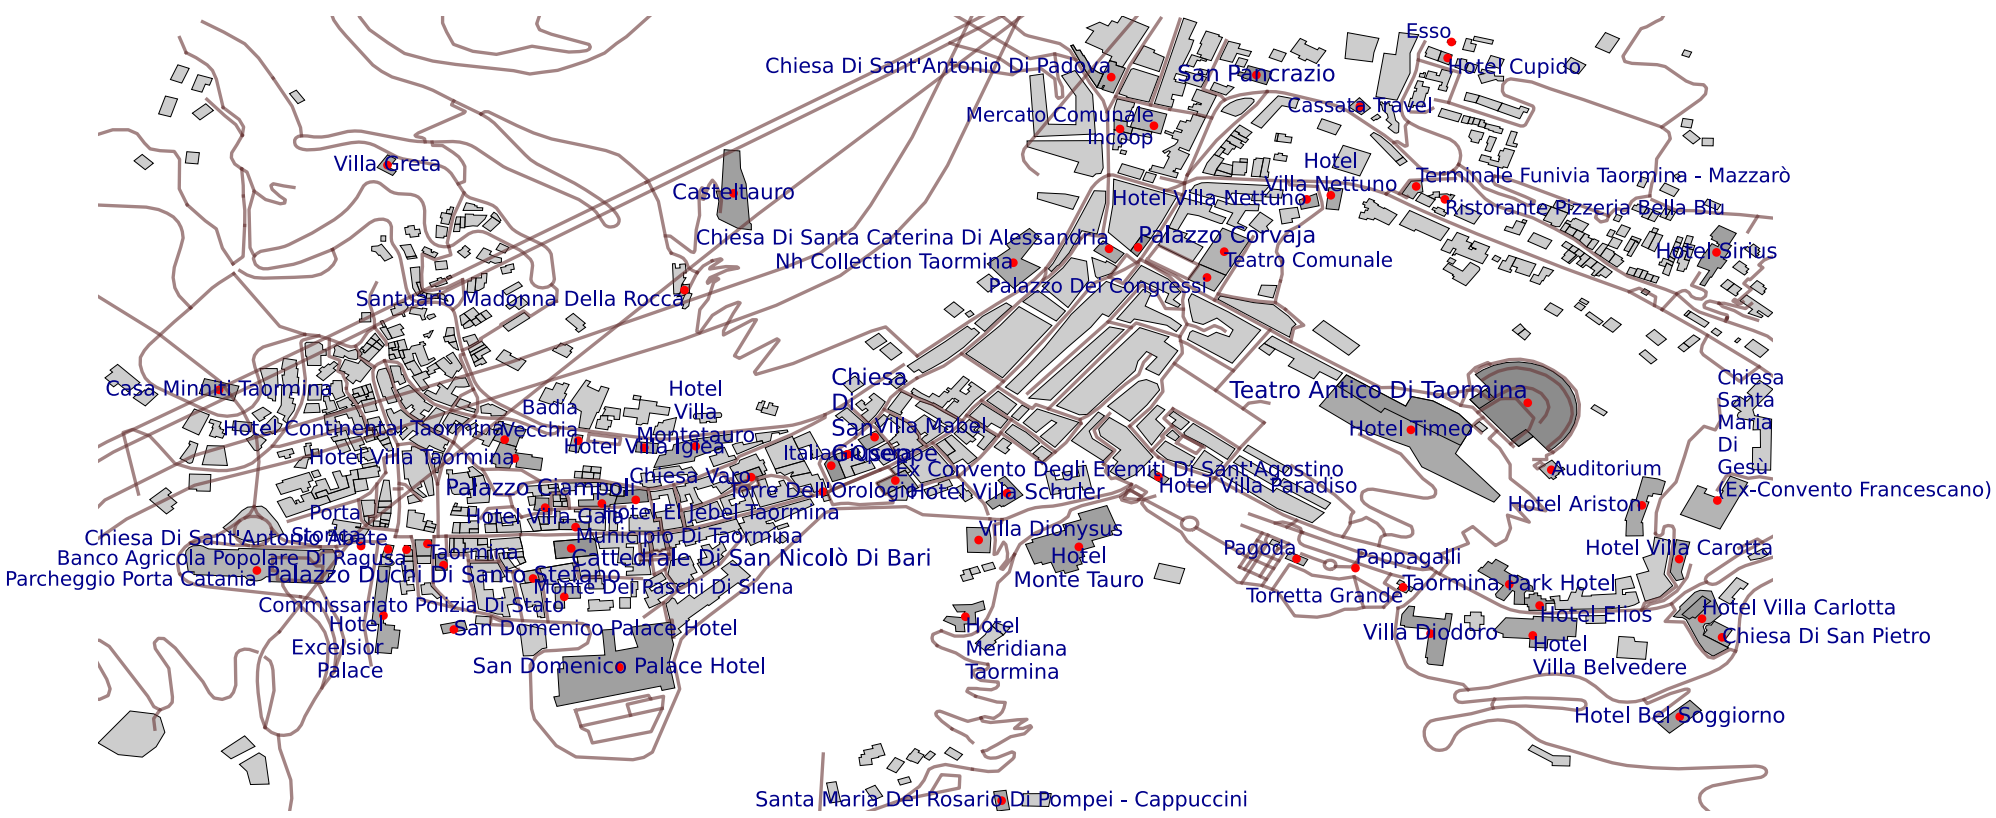 Esso
Chiesa Di Sant'Antonio Di Padova
San Pancrazio
Hotel Cupido
Cassata Travel
Mercato Comunale
Incoop
Villa Greta
Hotel
Villa Nettuno
Terminale Funivia Taormina - Mazzarò
Casteltauro
Hotel Villa Nettuno
Ristorante Pizzeria Bella Blu
Chiesa Di Santa Caterina Di Alessandria
Palazzo Corvaja
Hotel Sirius
Nh Collection Taormina
Teatro Comunale
Palazzo Dei Congressi
Santuario Madonna Della Rocca
Casa Minniti Taormina
Hotel
Villa
Montetauro
Chiesa
Di
San
Giuseppe
Teatro Antico Di Taormina
Chiesa
Santa
Maria
Di
Gesù
(Ex-Convento Francescano)
Badia
Vecchia
Hotel Continental Taormina
Villa Mabel
Hotel Timeo
Hotel Villa Iglea
Hotel Villa Taormina
Italian Opera
Ex Convento Degli Eremiti Di Sant'Agostino
Auditorium
Chiesa Varo
Palazzo Ciampoli
Torre Dell'Orologio
Hotel Villa Schuler
Hotel Villa Paradiso
Hotel Ariston
Porta
Storica
Hotel Villa Gaia
Hotel El Jebel Taormina
Chiesa Di Sant'Antonio Abate
Municipio Di Taormina
Villa Dionysus
Taormina
Banco Agricola Popolare Di Ragusa
Cattedrale Di San Nicolò Di Bari
Hotel
Monte Tauro
Pagoda
Pappagalli
Hotel Villa Carotta
Parcheggio Porta Catania
Palazzo Duchi Di Santo Stefano
Monte Dei Paschi Di Siena
Torretta Grande
Taormina Park Hotel
Commissariato Polizia Di Stato
Hotel Elios
Hotel Villa Carlotta
Hotel
Excelsior
Palace
San Domenico Palace Hotel
Hotel
Meridiana
Taormina
Villa Diodoro
Hotel
Villa Belvedere
Chiesa Di San Pietro
San Domenico Palace Hotel
Hotel Bel Soggiorno
Santa Maria Del Rosario Di Pompei - Cappuccini